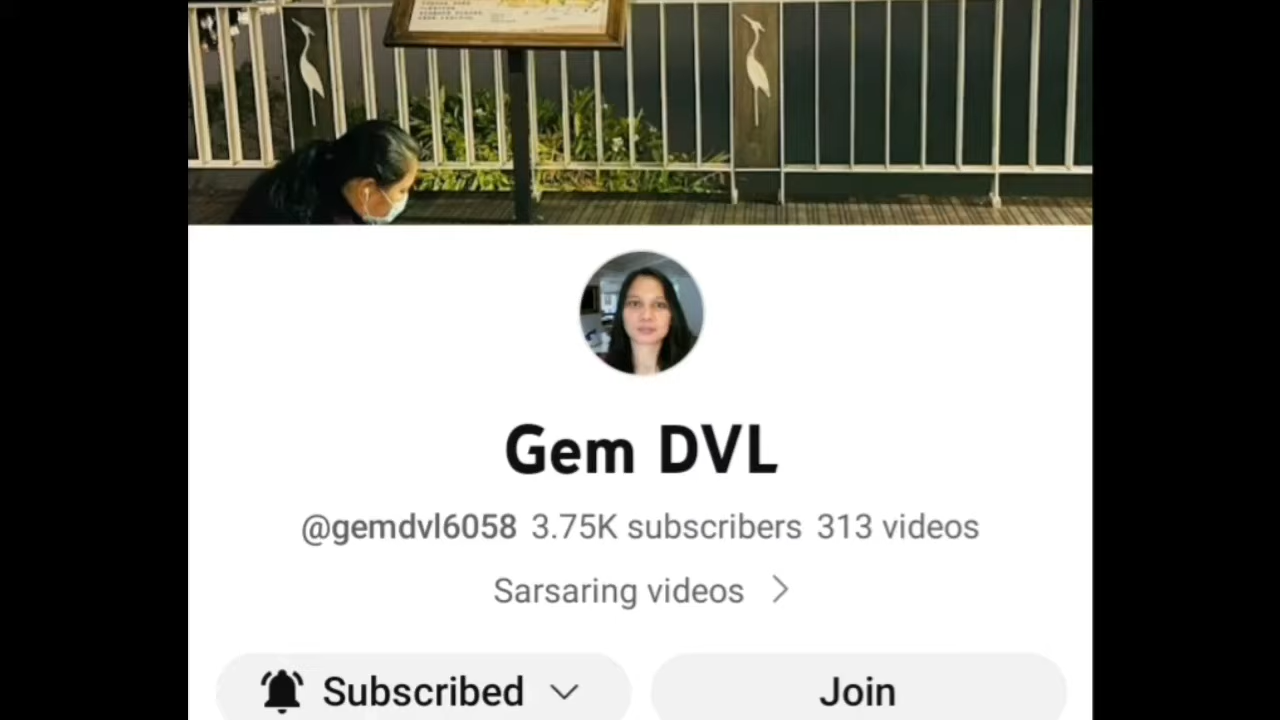 Gem DVL
@gemdvl6058 3.75K subscribers 313 videos
Sarsaring videos
Subscribed
Join